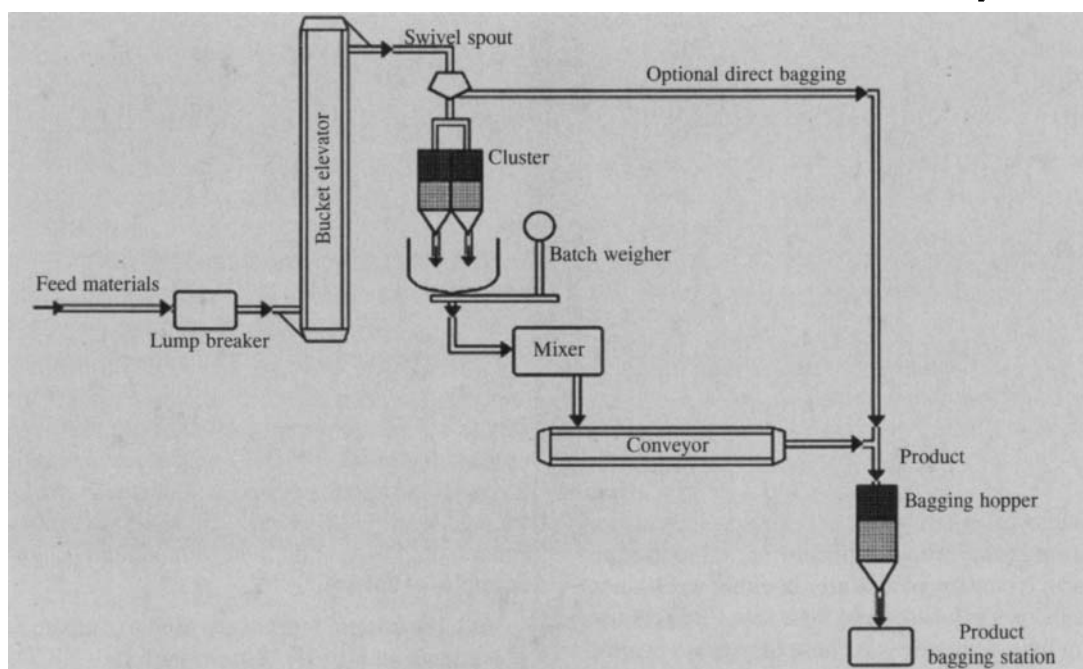 Swivel spout
Optional direct bagging
Bucket elevator
Cluster
Batch weigher
Feed materials
Lump breaker
Mixer
Conveyor
Product
Bagging hopper
Product
bagging station